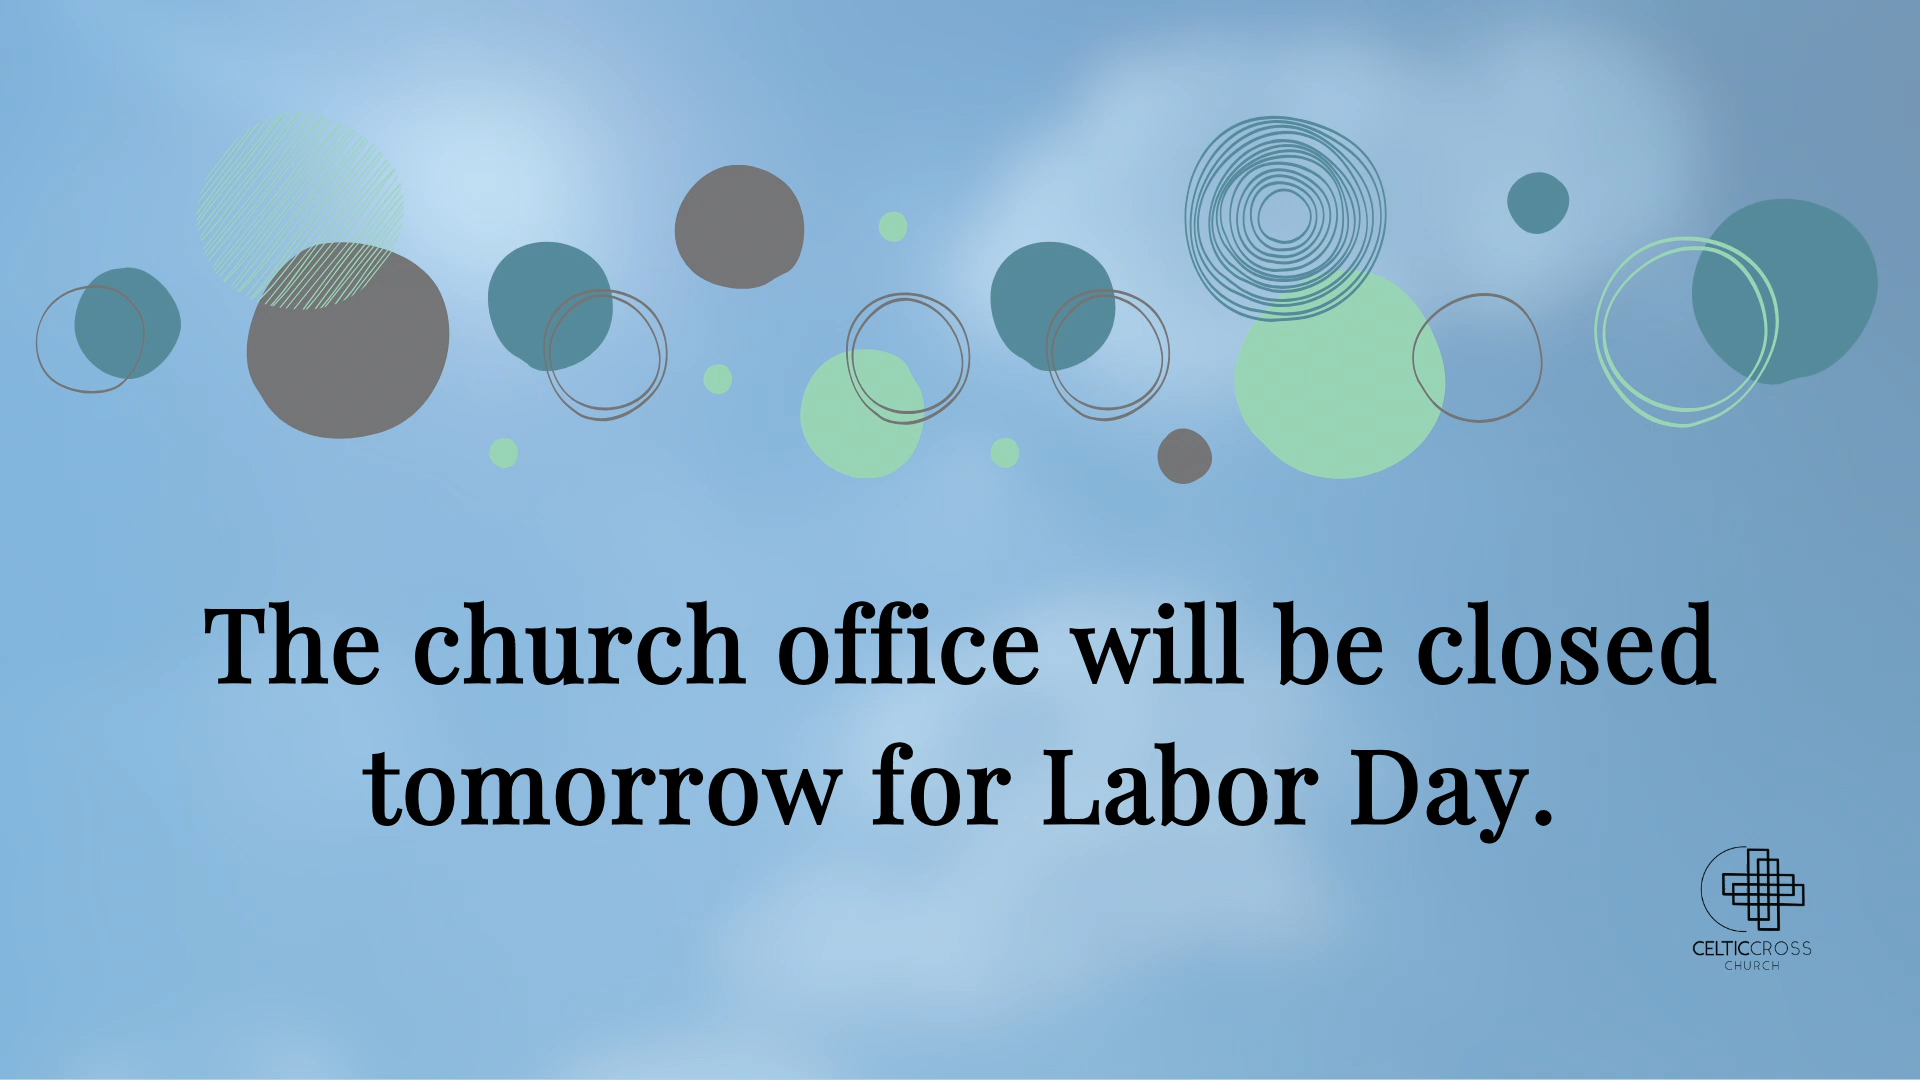 The church office will be closed
tomorrow for Labor Day.
CELTICCROSS
CHURCH